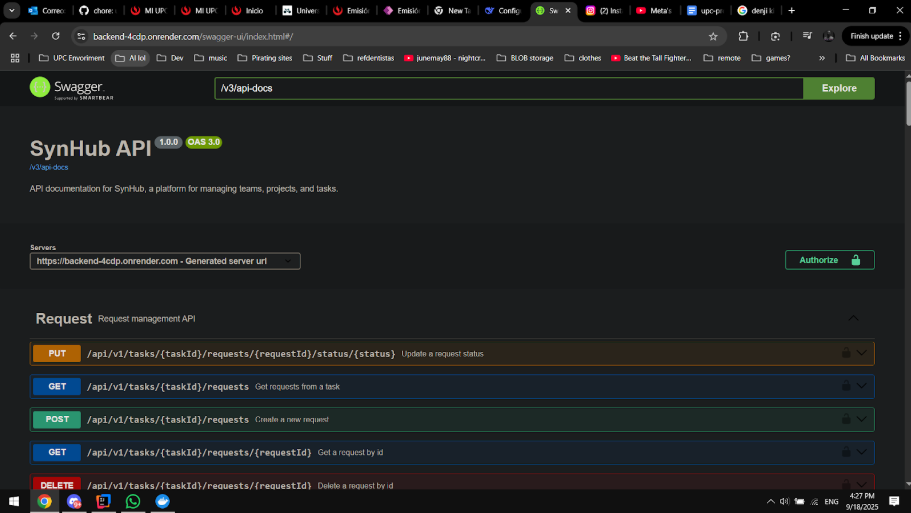 Correo
chore:
MI UPC
MI UPC
Inicio
Univers
Emisión
Emisió
New Ta
Config
Sw
(2) Inst
Meta's
upc-pr
denji k
backend-4cdp.onrender.com/swagger-ui/index.html#/
Finish update
UPC Envoriment
AI lol
Dev
music
Pirating sites
Stuff
refdentistas
junemay88 - nightcr...
BLOB storage
clothes
Beat the Tall Fighter...
remote
games?
»
All Bookmarks
Swagger.
Supported by SMARTBEAR
/v3/api-docs
Explore
SynHub API 1.0.0 OAS 3.0
/v3/api-docs
API documentation for SynHub, a platform for managing teams, projects, and tasks.
Servers
https://backend-4cdp.onrender.com - Generated server url
Authorize
Request Request management API
PUT /api/v1/tasks/{taskId}/requests/{requestId}/status/{status} Update a request status
GET /api/v1/tasks/{taskId}/requests Get requests from a task
POST /api/v1/tasks/{taskId}/requests Create a new request
GET /api/v1/tasks/{taskId}/requests/{requestId} Get a request by id
DELETE /api/v1/tasks/{taskId}/requests/{requestId} Delete a request by id
ENG
4:27 PM
9/18/2025